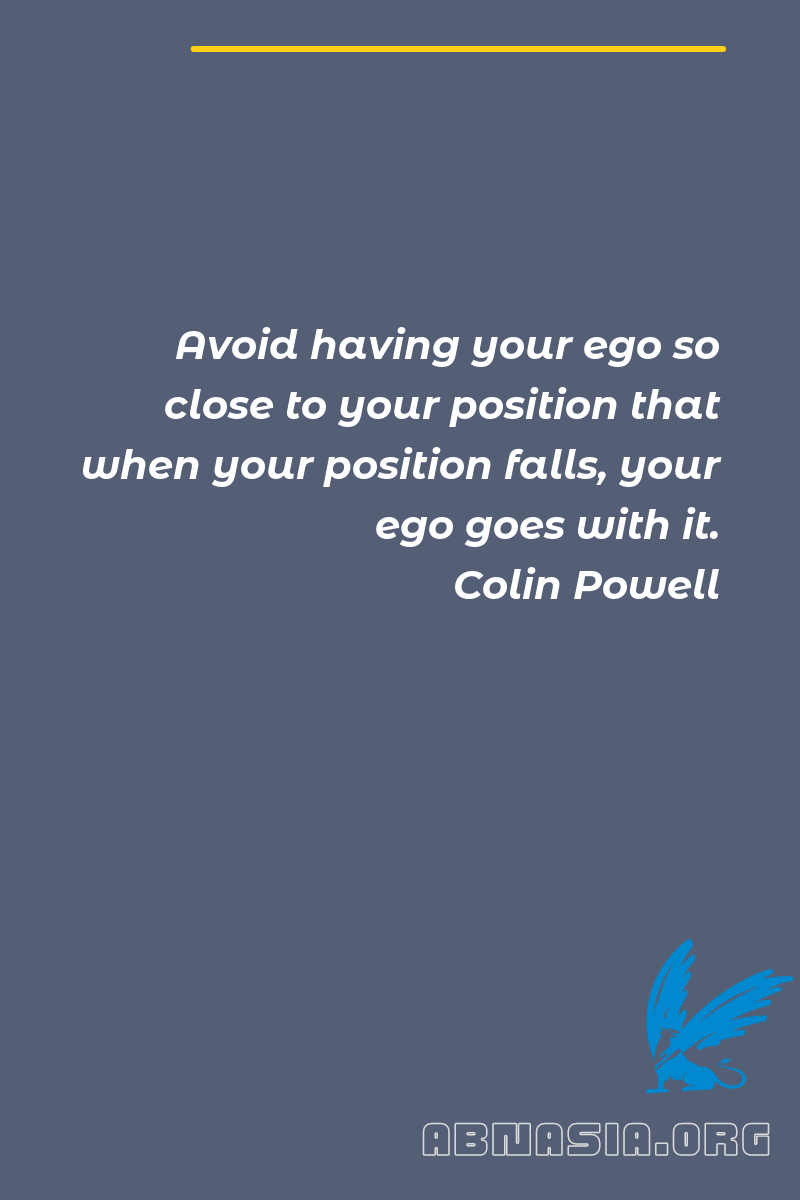 Avoid having your ego so
close to your position that
when your position falls, your
ego goes with it.
Colin Powell
ABNASIA.ORG